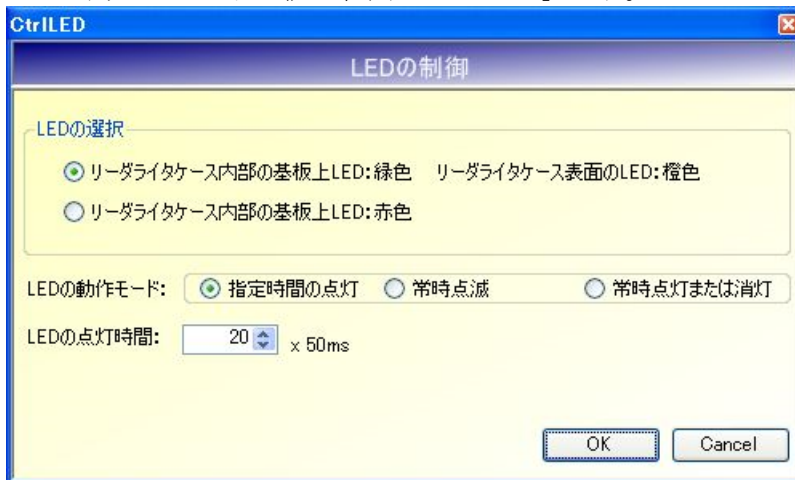 CtrlLED
LEDの制御
LEDの選択
リーダライタケース内部の基板上LED:緑色 リーダライタケース表面のLED:橙色
リーダライタケース内部の基板上LED:赤色
LEDの動作モード: 指定時間の点灯 常時点滅 常時点灯または消灯
LEDの点灯時間: 20 x 50ms
OK Cancel